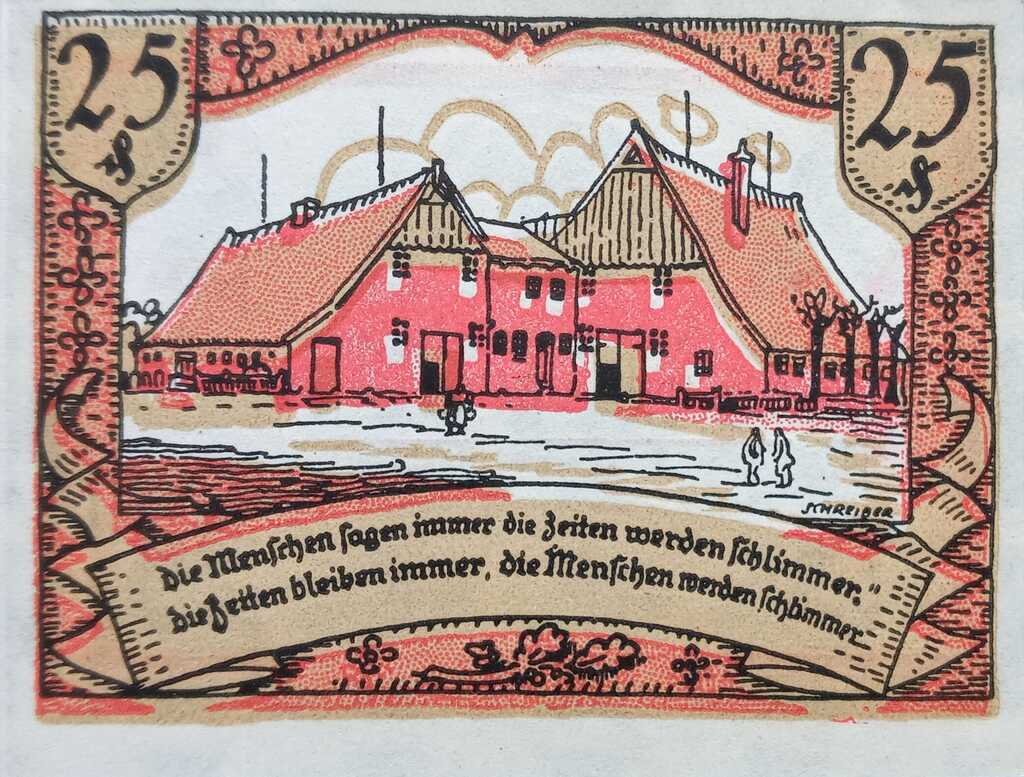 25 ₰
25 ₰
SCHREIBER
Die Menschen sagen immer die Zeiten werden schlimmer."
die Zeiten bleiben immer, die Menschen werden schlimmer